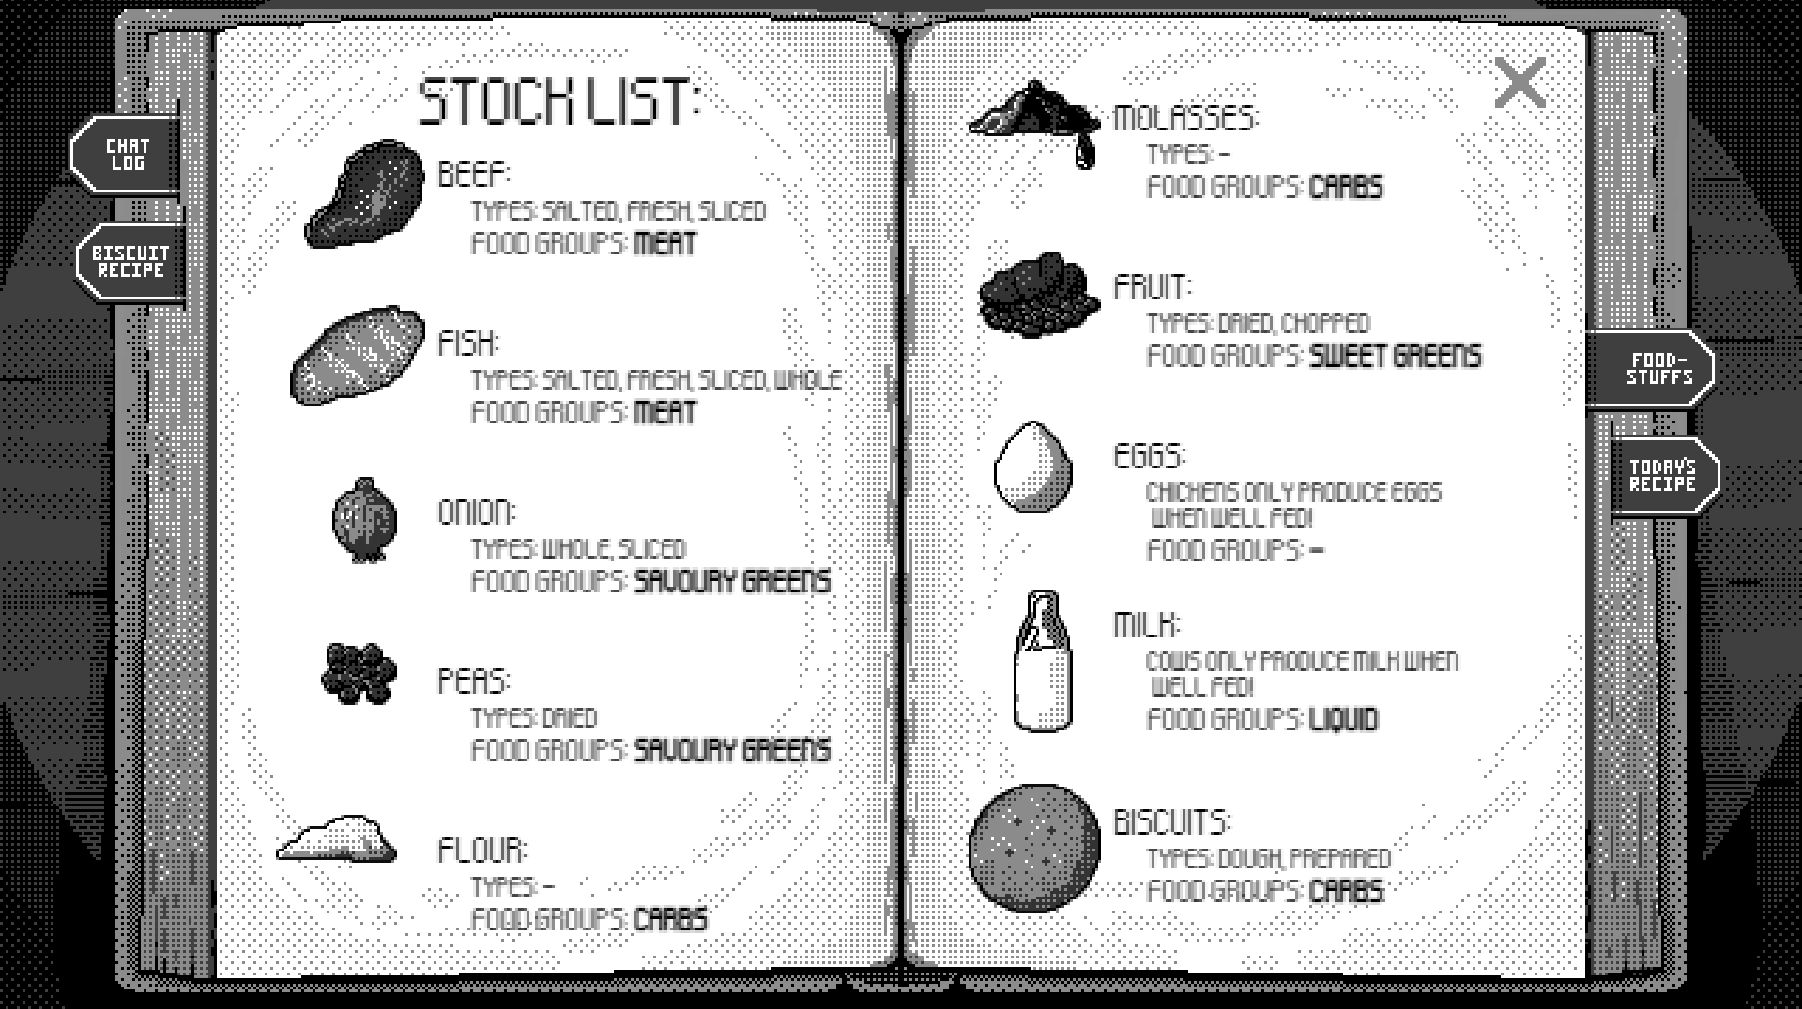 CHAT
LOG
BISCUIT
RECIPE
STOCK LIST:
BEEF:
TYPES: SALTED, FRESH, SLICED
FOOD GROUPS: MEAT
FISH:
TYPES: SALTED, FRESH, SLICED, WHOLE
FOOD GROUPS: MEAT
ONION:
TYPES: WHOLE, SLICED
FOOD GROUPS: SAVOURY GREENS
PEAS:
TYPES: DRIED
FOOD GROUPS: SAVOURY GREENS
FLOUR:
TYPES: -
FOOD GROUPS: CARBS
MOLASSES:
TYPES: -
FOOD GROUPS: CARBS
FRUIT:
TYPES: DRIED, CHOPPED
FOOD GROUPS: SWEET GREENS
EGGS:
CHICKENS ONLY PRODUCE EGGS
WHEN WELL FED!
FOOD GROUPS: -
MILK:
COWS ONLY PRODUCE MILK WHEN
WELL FED!
FOOD GROUPS: LIQUID
BISCUITS:
TYPES: DOUGH, PREPARED
FOOD GROUPS: CARBS
FOOD-
STUFFS
TODAY'S
RECIPE